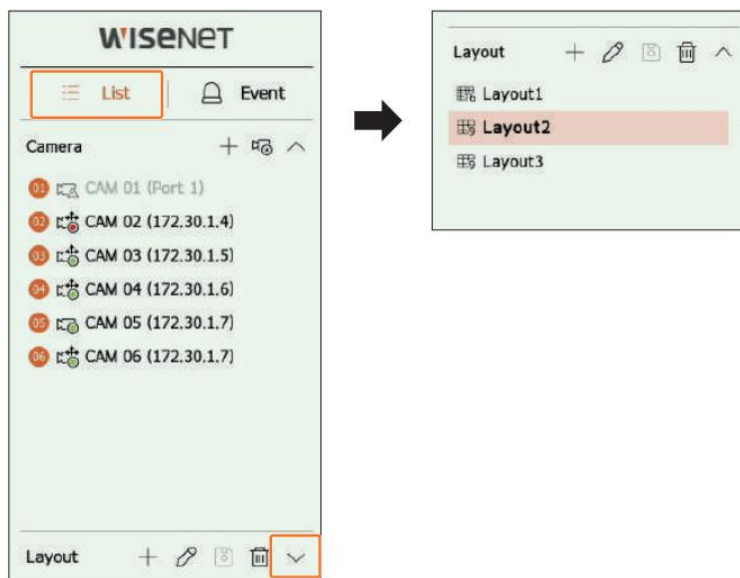 WISENET
List
Event
Camera
01 CAM 01 (Port 1)
02 CAM 02 (172.30.1.4)
03 CAM 03 (172.30.1.5)
04 CAM 04 (172.30.1.6)
05 CAM 05 (172.30.1.7)
06 CAM 06 (172.30.1.7)
Layout
Layout
Layout1
Layout2
Layout3